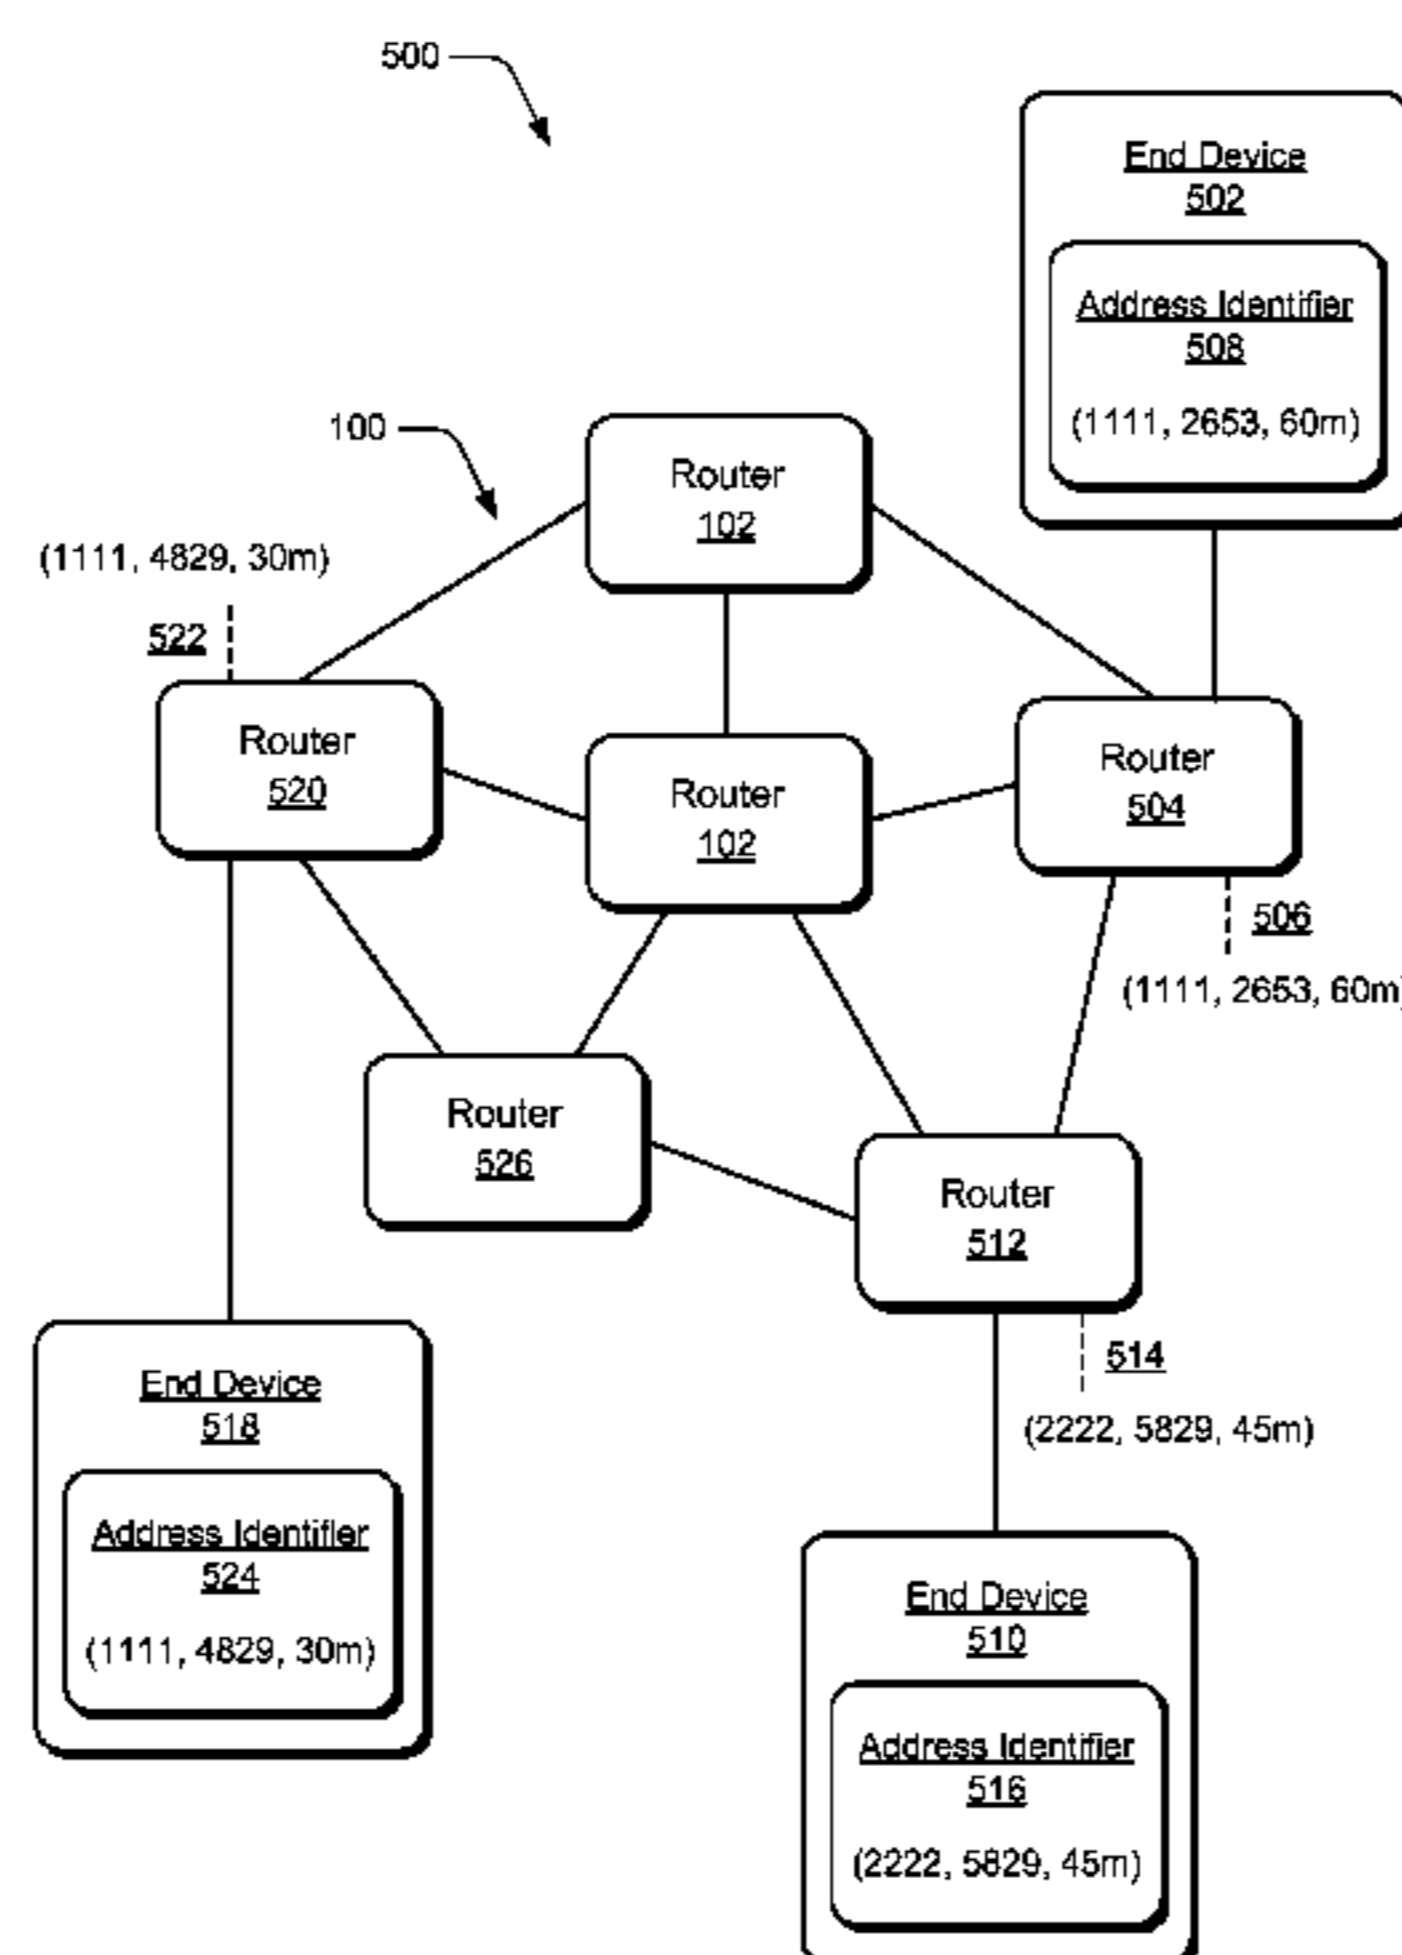 500
End Device
502
Address Identifier
508
(1111, 2653, 60m)
100
Router
102
(1111, 4829, 30m)
522
Router
520
Router
102
Router
504
506
(1111, 2653, 60m)
Router
526
Router
512
514
(2222, 5829, 45m)
End Device
518
Address Identifier
524
(1111, 4829, 30m)
End Device
510
Address Identifier
516
(2222, 5829, 45m)